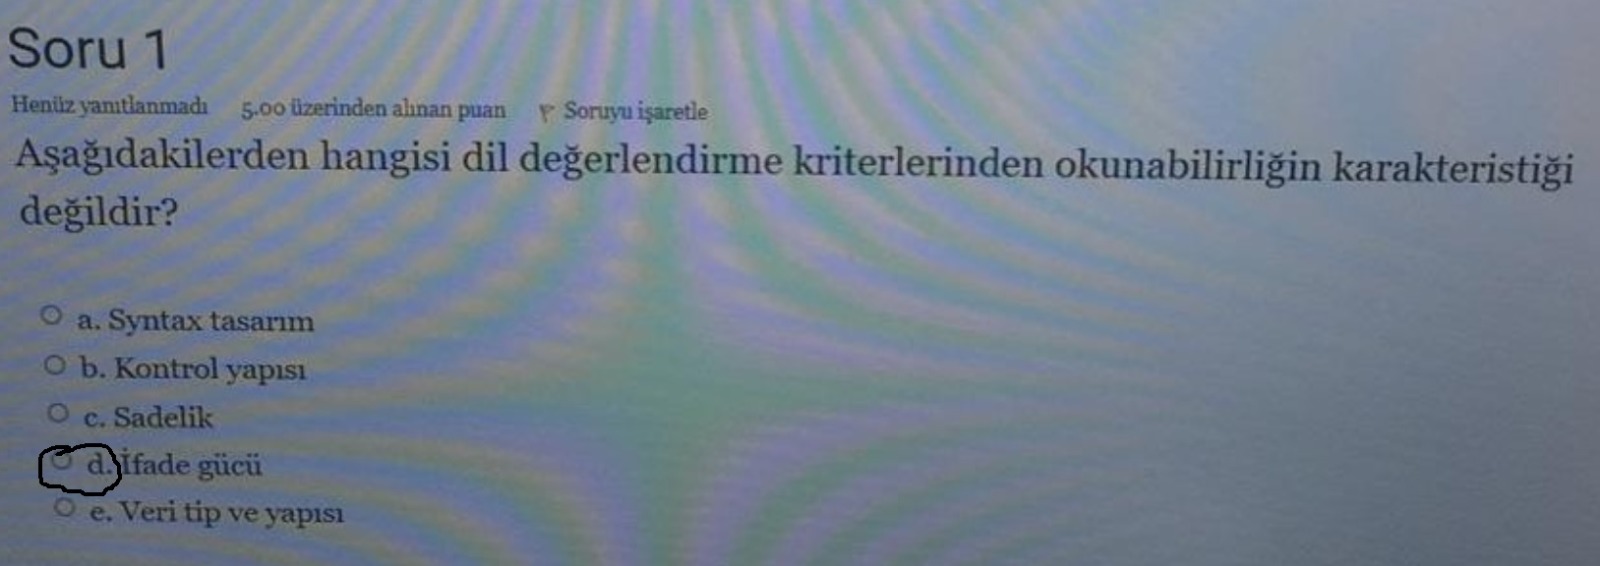 Soru 1
Henüz yanıtlanmadı 5.00 üzerinden alınan puan Soruyu işaretle
Aşağıdakilerden hangisi dil değerlendirme kriterlerinden okunabilirliğin karakteristiği
değildir?
a. Syntax tasarım
b. Kontrol yapısı
c. Sadelik
d. İfade gücü
e. Veri tip ve yapısı